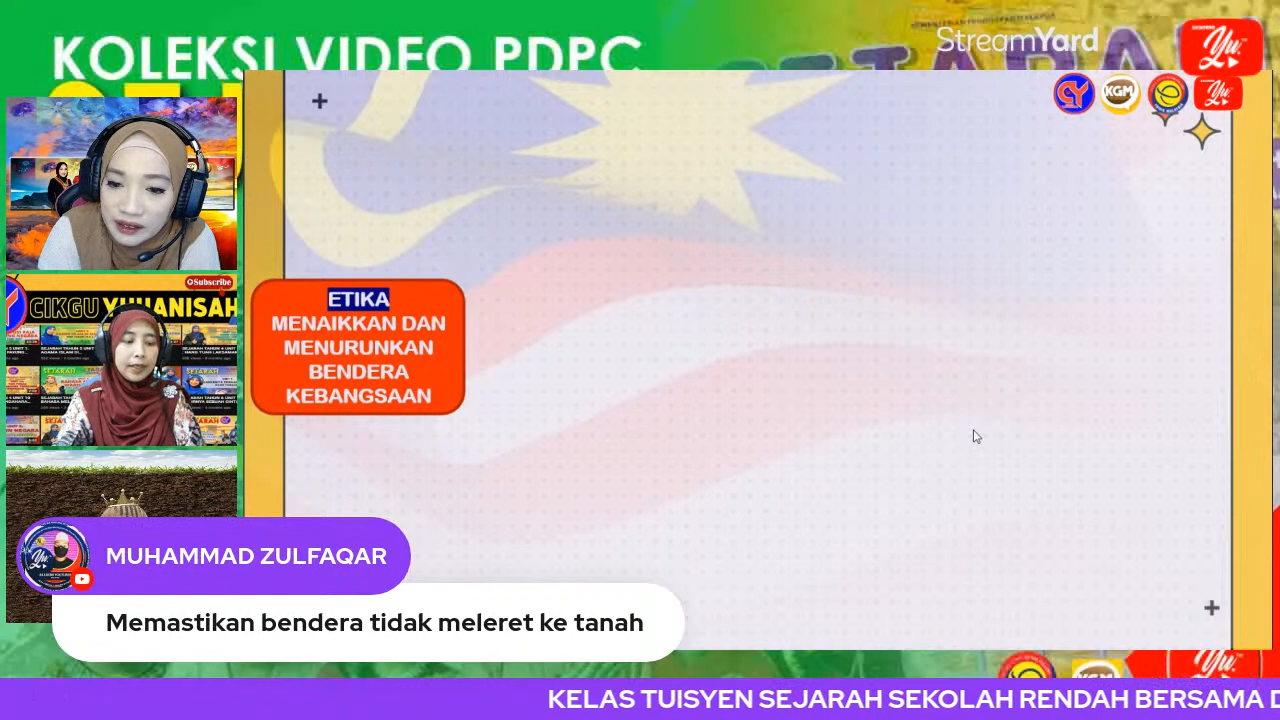 KOLEKSI VIDEO PDPC
StreamYard
KGM
Subscribe
CIKGU YUHANISAH
ETIKA
MENAIKKAN DAN
MENURUNKAN
BENDERA
KEBANGSAAN
MUHAMMAD ZULFAQAR
Memastikan bendera tidak meleret ke tanah
KELAS TUISYEN SEJARAH SEKOLAH RENDAH BERSAMA D